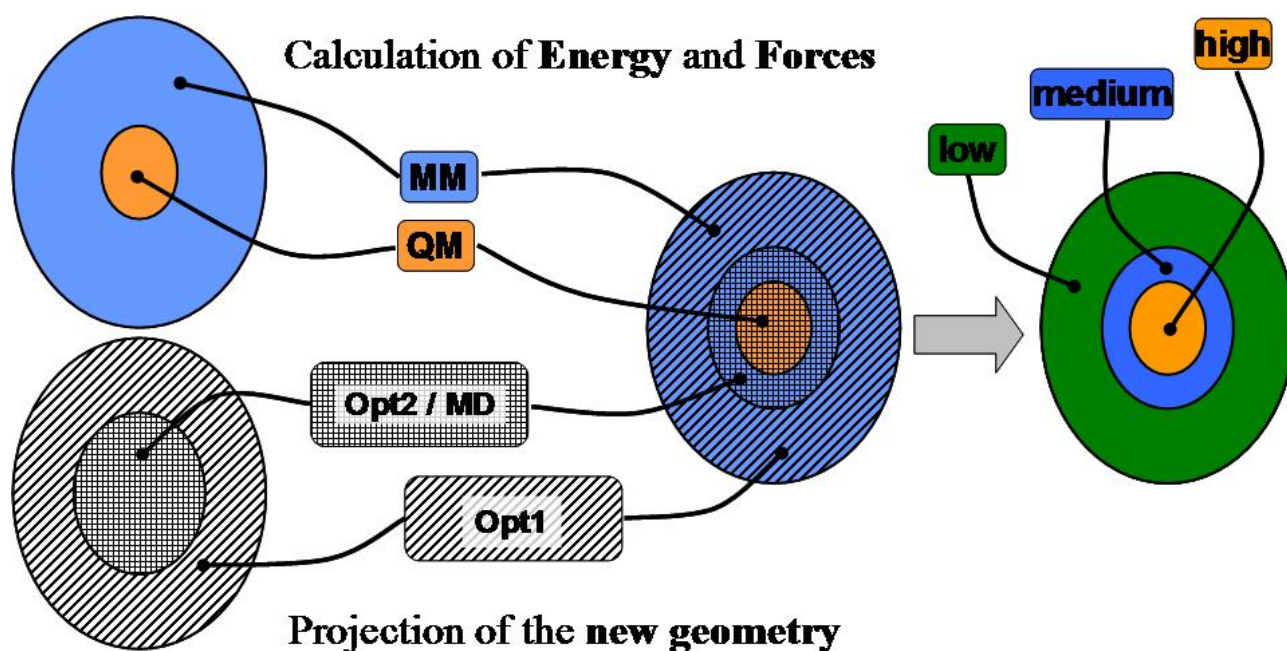 Calculation of Energy and Forces
high
medium
low
MM
QM
Opt2 / MD
Opt1
Projection of the new geometry